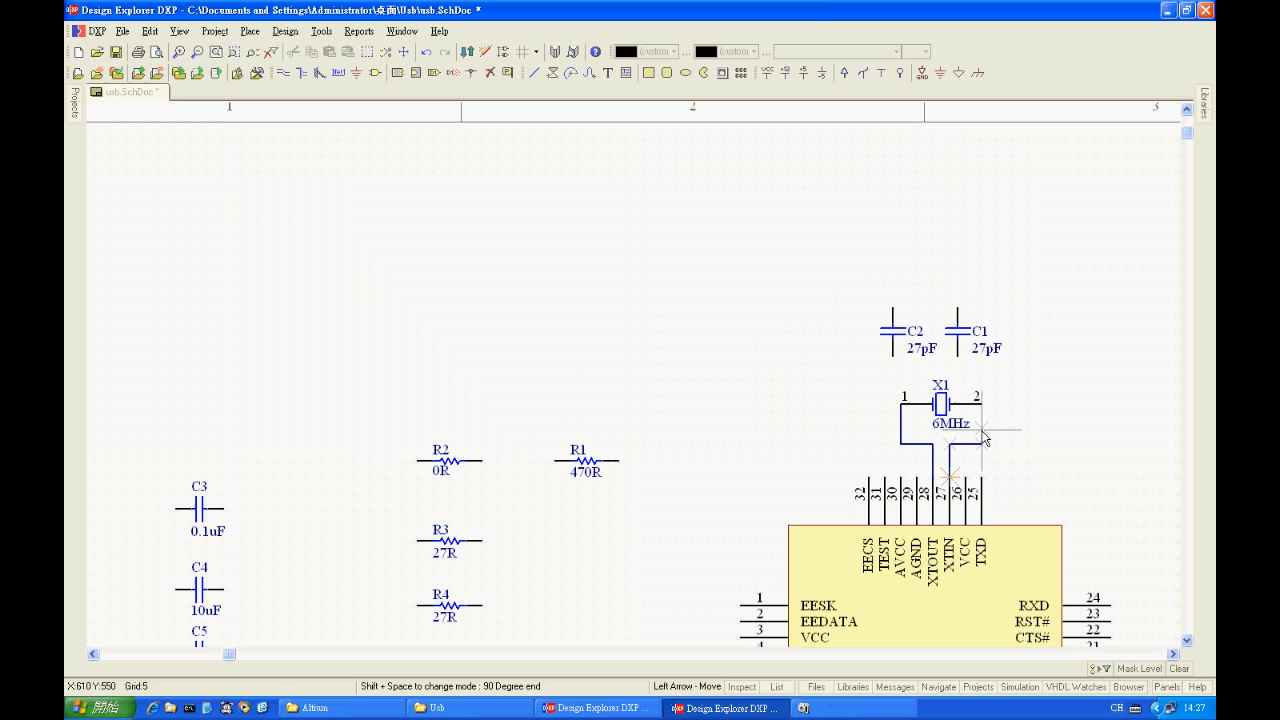 Design Explorer DXP - C:\Documents and Settings\Administrator\桌面\Usb\usb.SchDoc *
DXP File Edit View Project Place Design Tools Reports Window Help
(custom (custom
usb.SchDoc *
Projects
Libraries
1 2 3
C2 C1
27pF 27pF
X1
1 2
6MHz
R2 R1
0R 470R
C3
0.1uF
R3
27R
C4
10uF
R4
27R
C5
32 31 30 29 28 27 26 25
EECS TEST AVCC AGND XTOUT XTIN VCC TXD
1 EESK RXD 24
2 EEDATA RST# 23
3 VCC CTS# 22
4 21
Mask Level Clear
X:610 Y:550 Grid:5 Shift + Space to change mode : 90 Degree end Left Arrow - Move Inspect List Files Libraries Messages Navigate Projects Simulation VHDL Watches Browser Panels Help
開始 Altium Usb Design Explorer DXP ... Design Explorer DXP ... CH 14:27